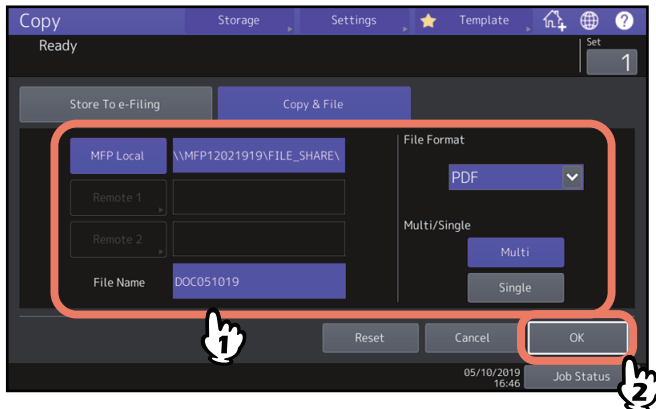 Copy
Storage
Settings
Template
?
Ready
Set
1
Store To e-Filing
Copy & File
MFP Local
\\MFP12021919\FILE_SHARE\
Remote 1
Remote 2
File Name
DOC051019
File Format
PDF
Multi/Single
Multi
Single
1
Reset
Cancel
OK
2
05/10/2019
16:46
Job Status